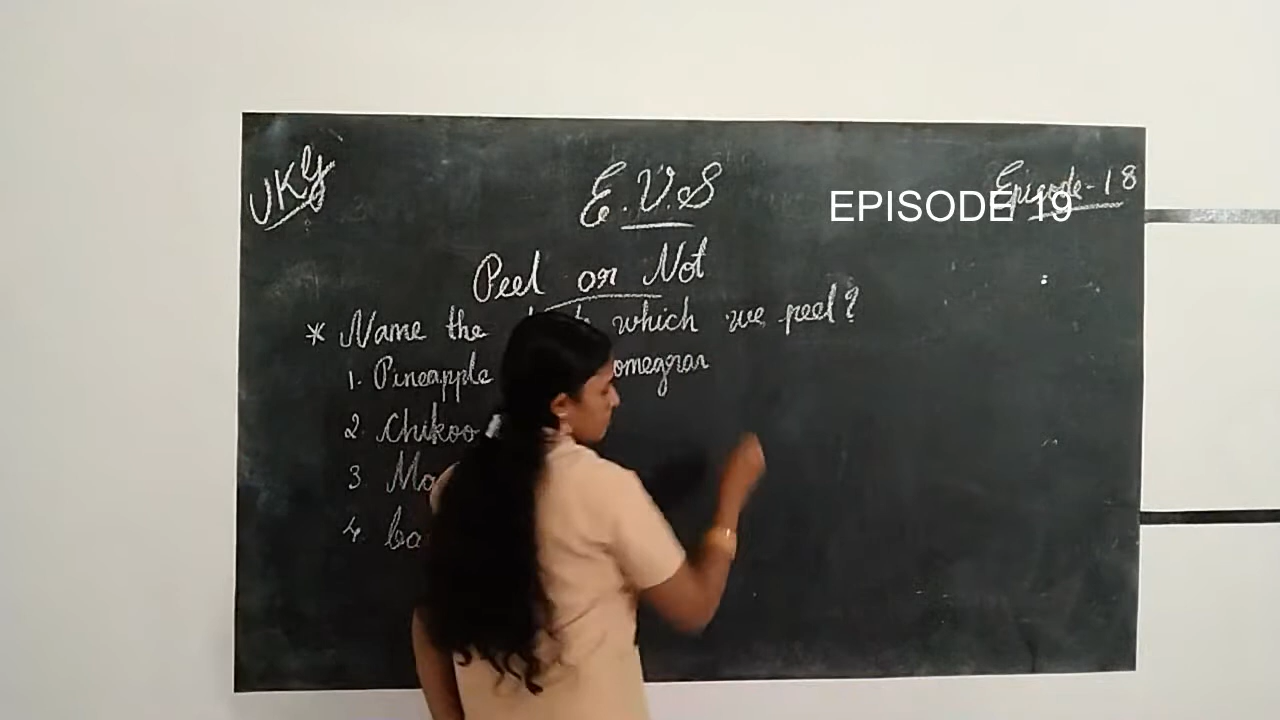 UKG
E.V.S
Episode-18
EPISODE 19
Peel or Not
* Name the which we peel?
1. Pineapple omegran
2. Chikoo
3. Ma
4. ba